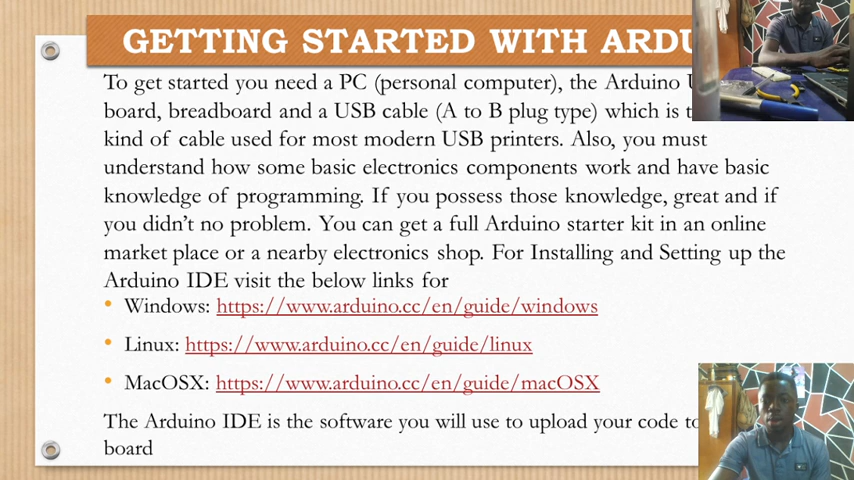 GETTING STARTED WITH ARDU
To get started you need a PC (personal computer), the Arduino U
board, breadboard and a USB cable (A to B plug type) which is t
kind of cable used for most modern USB printers. Also, you must
understand how some basic electronics components work and have basic
knowledge of programming. If you possess those knowledge, great and if
you didn't no problem. You can get a full Arduino starter kit in an online
market place or a nearby electronics shop. For Installing and Setting up the
Arduino IDE visit the below links for
• Windows: https://www.arduino.cc/en/guide/windows
• Linux: https://www.arduino.cc/en/guide/linux
• MacOSX: https://www.arduino.cc/en/guide/macOSX
The Arduino IDE is the software you will use to upload your code to
board